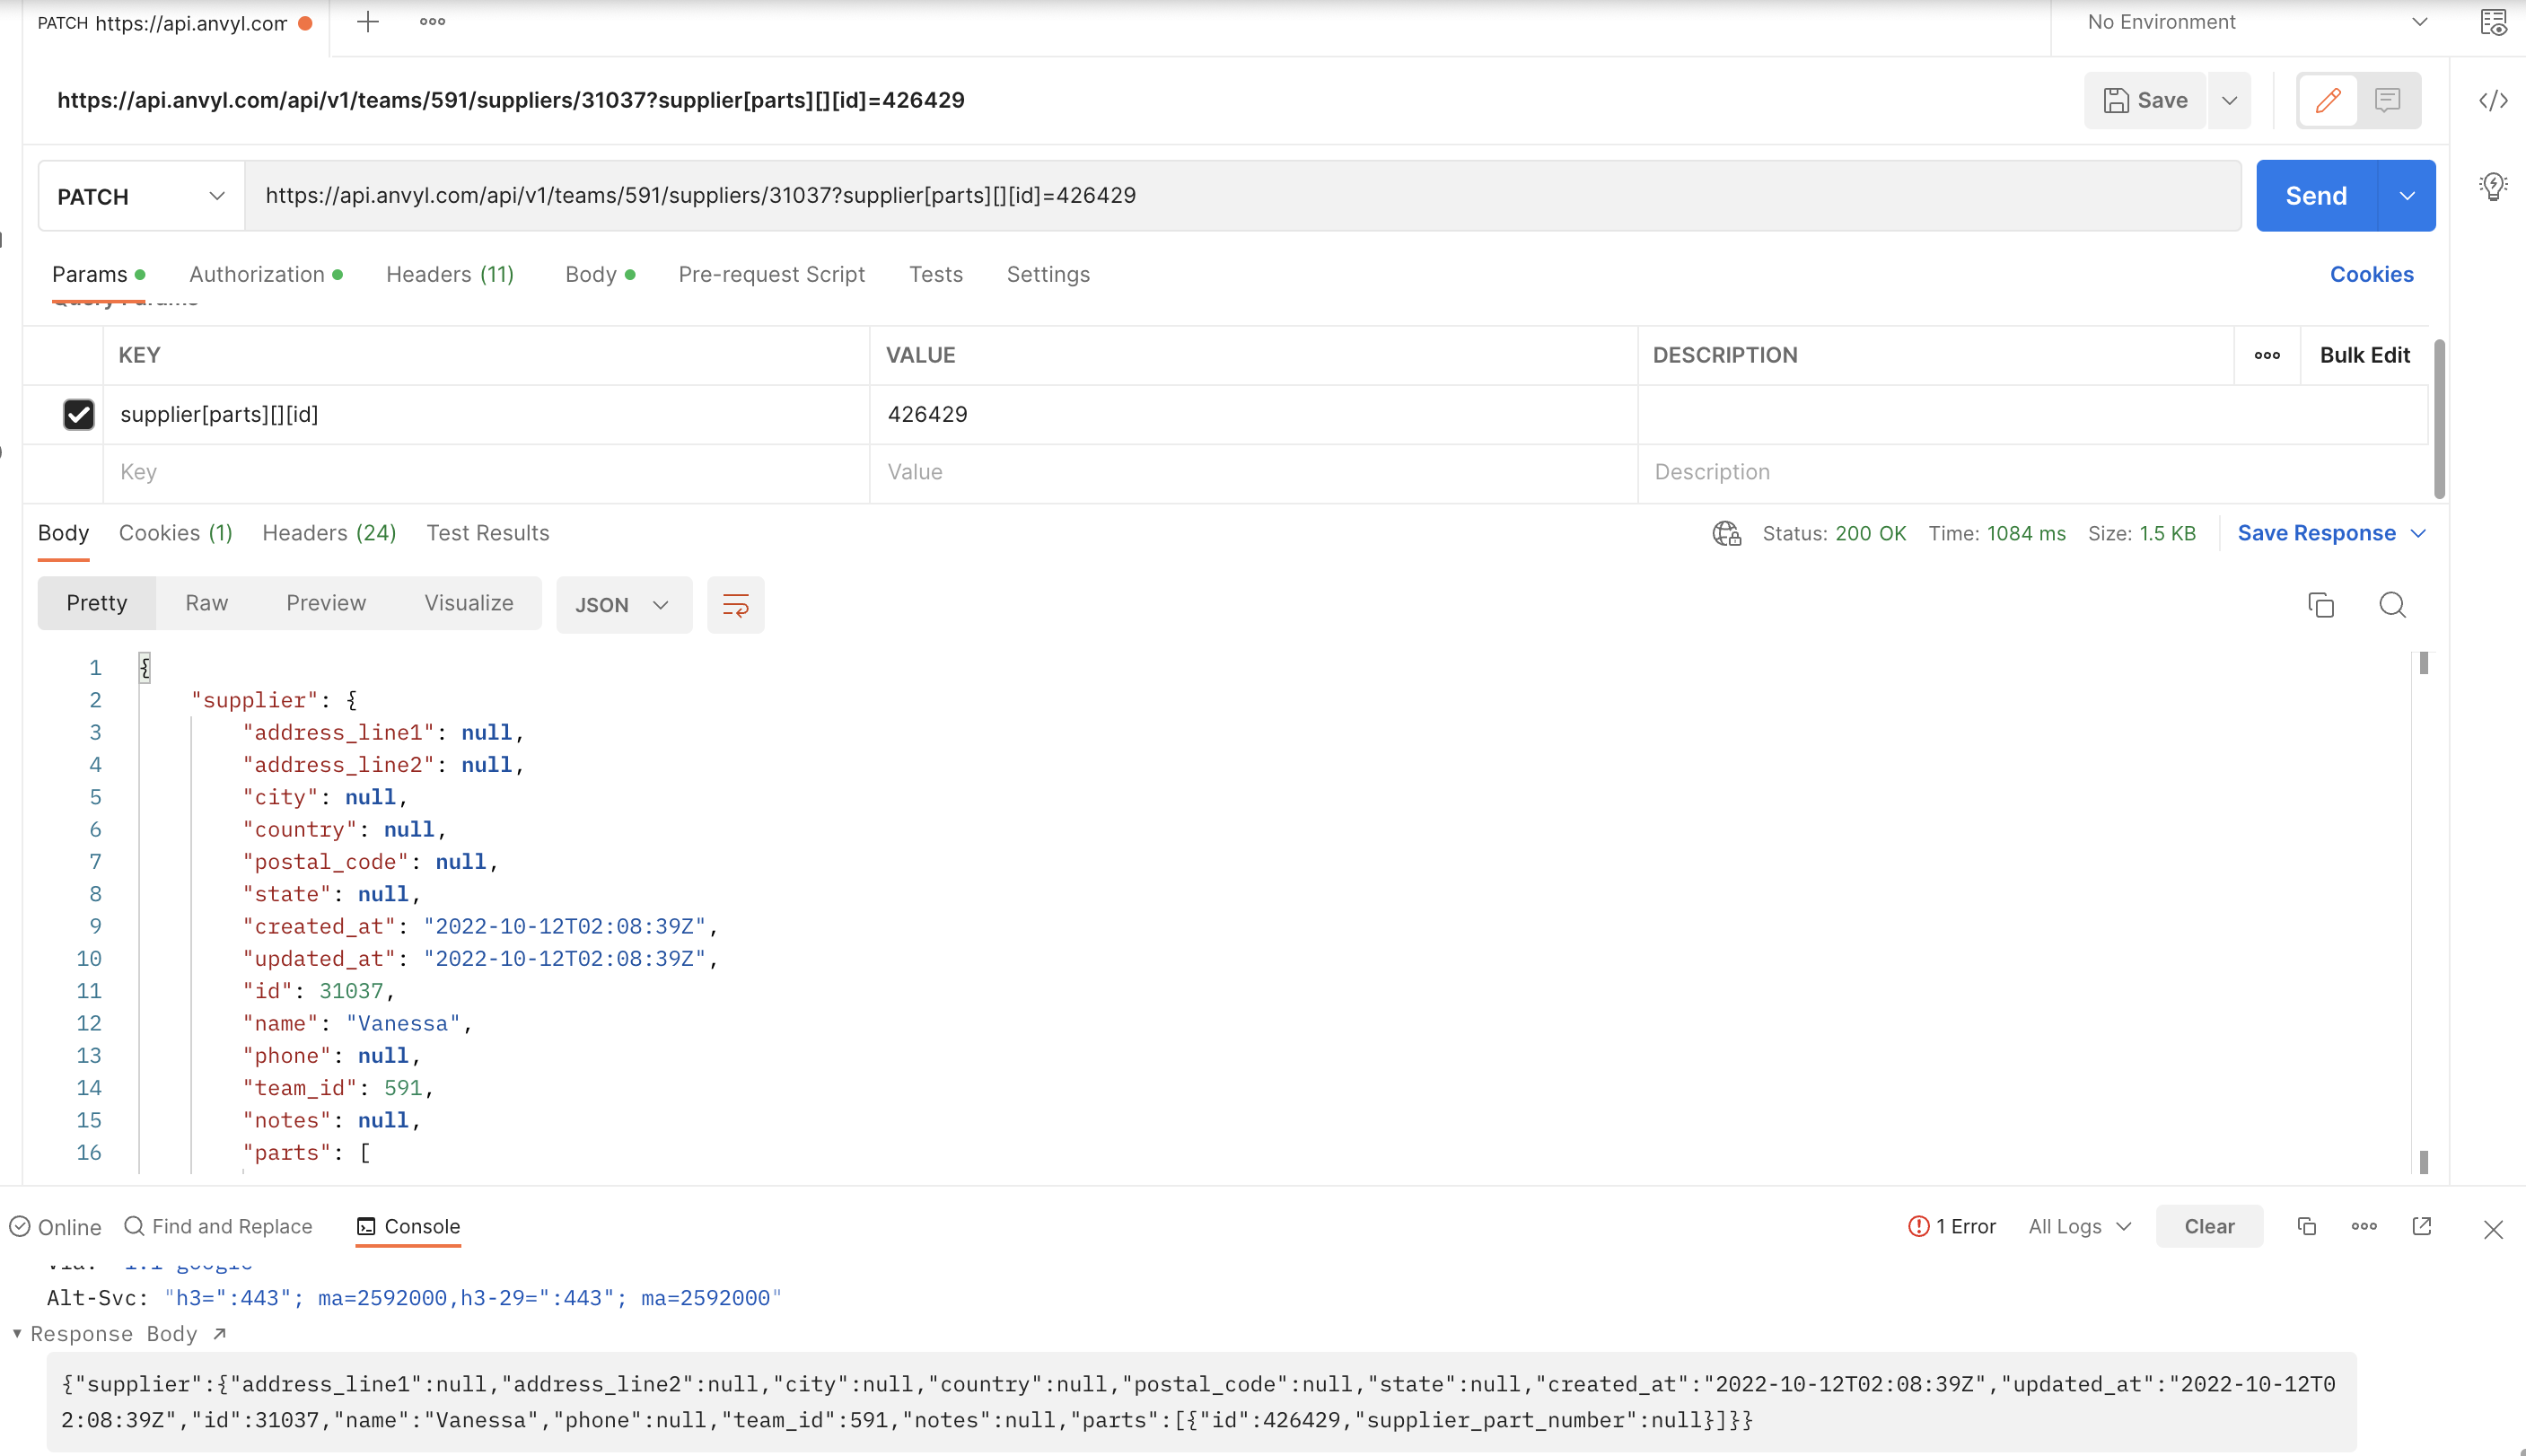 PATCH https://api.anvyl.com
No Environment
https://api.anvyl.com/api/v1/teams/591/suppliers/31037?supplier[parts][][id]=426429
Save
PATCH
https://api.anvyl.com/api/v1/teams/591/suppliers/31037?supplier[parts][][id]=426429
Send
Params Authorization Headers (11) Body Pre-request Script Tests Settings Cookies
Query Params
KEY VALUE DESCRIPTION Bulk Edit
supplier[parts][][id] 426429
Key Value Description
Body Cookies (1) Headers (24) Test Results Status: 200 OK Time: 1084 ms Size: 1.5 KB Save Response
Pretty Raw Preview Visualize JSON
1 {
2 "supplier": {
3 "address_line1": null,
4 "address_line2": null,
5 "city": null,
6 "country": null,
7 "postal_code": null,
8 "state": null,
9 "created_at": "2022-10-12T02:08:39Z",
10 "updated_at": "2022-10-12T02:08:39Z",
11 "id": 31037,
12 "name": "Vanessa",
13 "phone": null,
14 "team_id": 591,
15 "notes": null,
16 "parts": [
Online Find and Replace Console 1 Error All Logs Clear
Via: "1.1 google"
Alt-Svc: "h3=":443"; ma=2592000,h3-29=":443"; ma=2592000"
Response Body
{"supplier":{"address_line1":null,"address_line2":null,"city":null,"country":null,"postal_code":null,"state":null,"created_at":"2022-10-12T02:08:39Z","updated_at":"2022-10-12T0
2:08:39Z","id":31037,"name":"Vanessa","phone":null,"team_id":591,"notes":null,"parts":[{"id":426429,"supplier_part_number":null}]}}